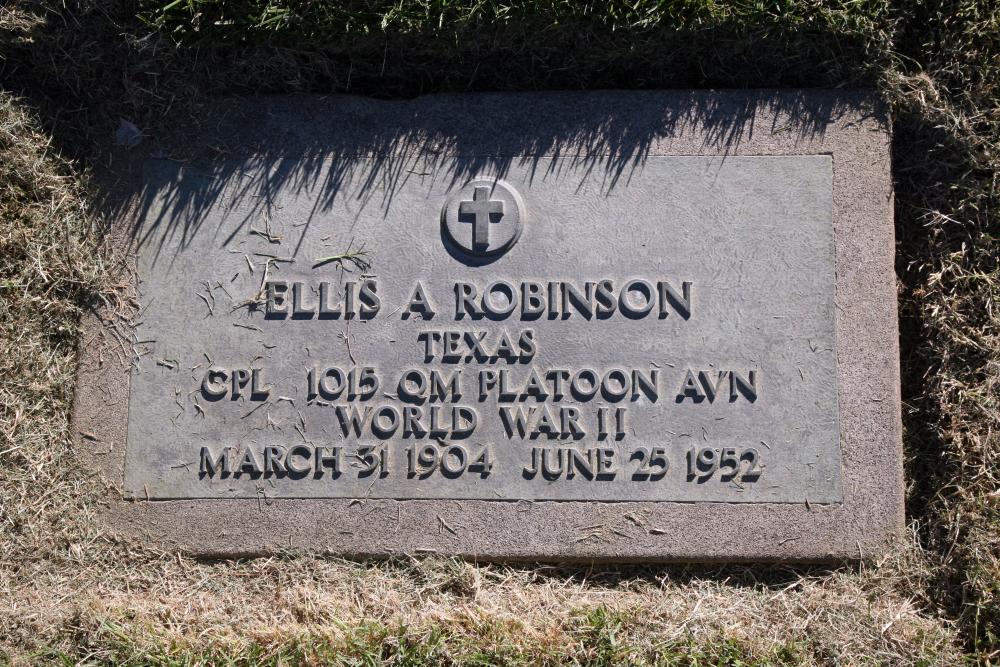 ELLIS A ROBINSON
TEXAS
CPL 1015 QM PLATOON AVN
WORLD WAR II
MARCH 31 1904 JUNE 25 1952